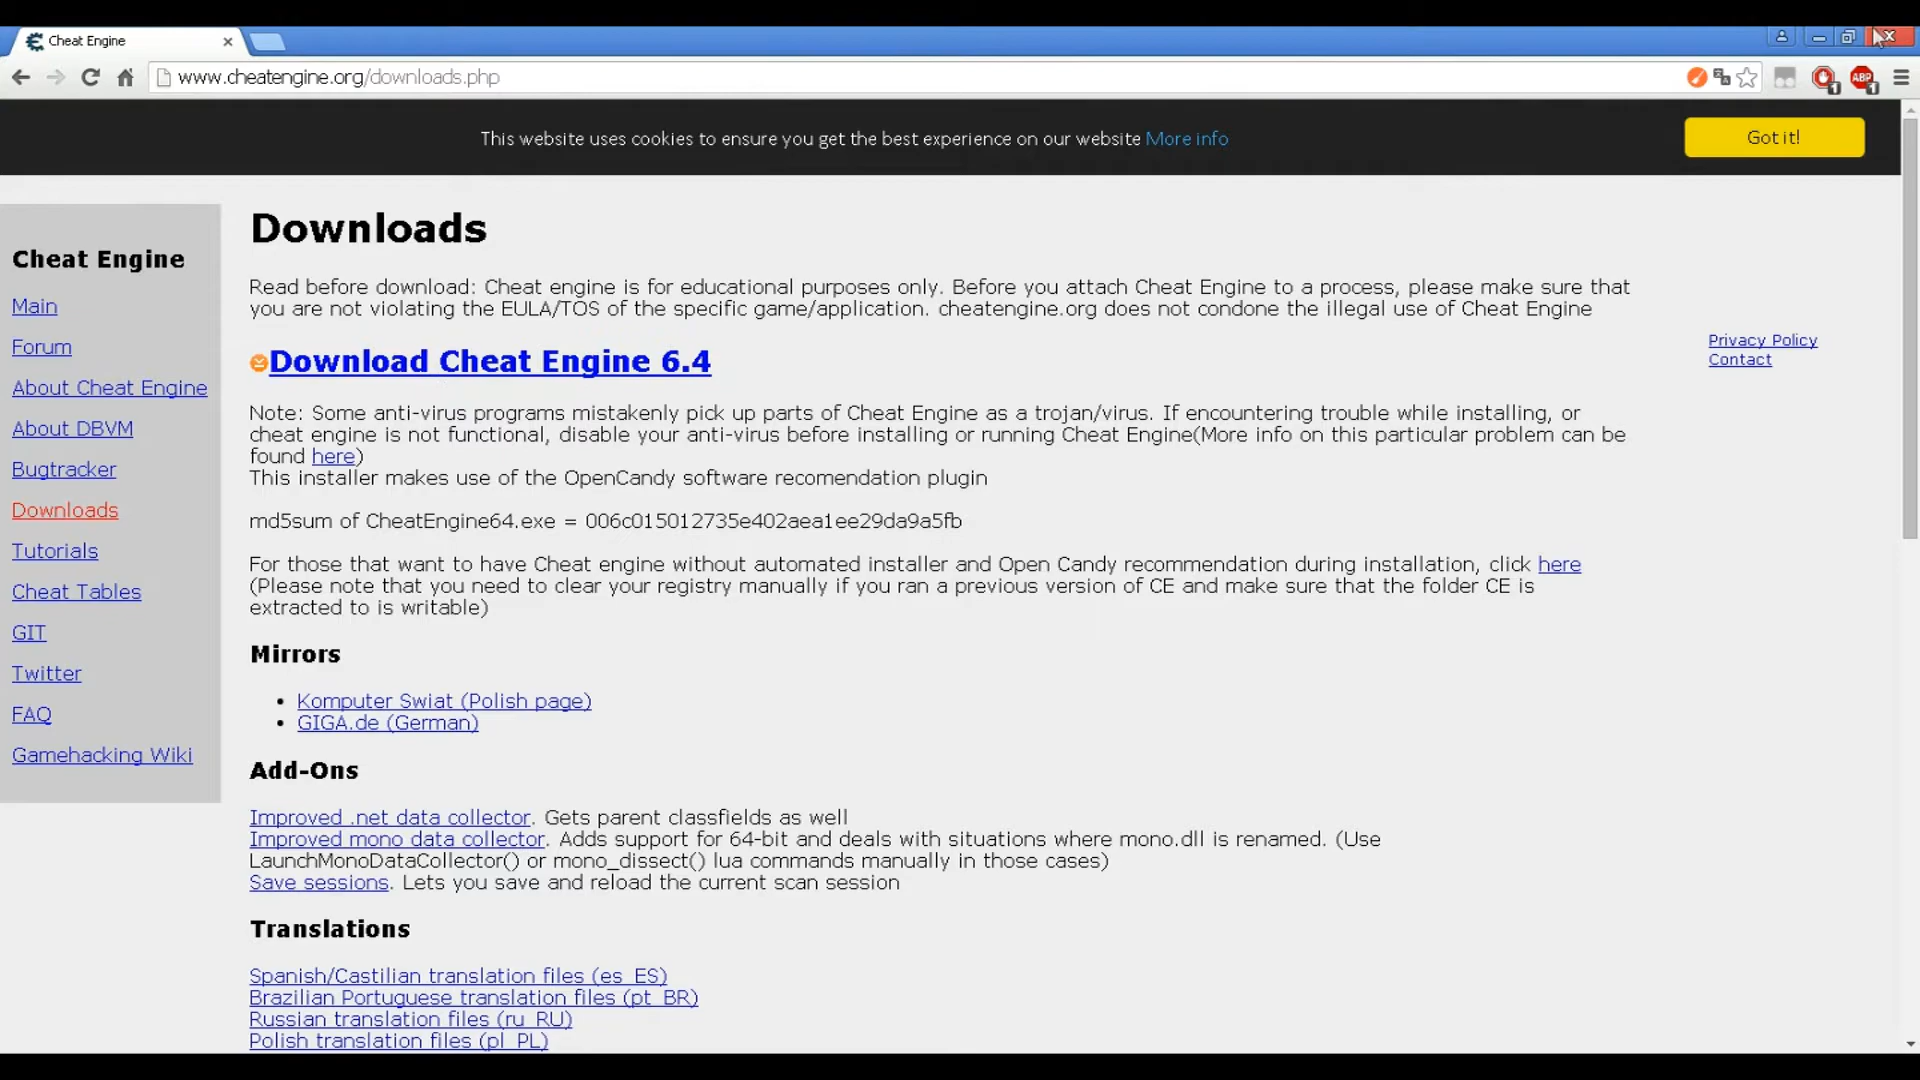 Cheat Engine
www.cheatengine.org/downloads.php
ABP
1
1
This website uses cookies to ensure you get the best experience on our website More info
Got it!
Cheat Engine
Main
Forum
About Cheat Engine
About DBVM
Bugtracker
Downloads
Tutorials
Cheat Tables
GIT
Twitter
FAQ
Gamehacking Wiki
Downloads
Read before download: Cheat engine is for educational purposes only. Before you attach Cheat Engine to a process, please make sure that
you are not violating the EULA/TOS of the specific game/application. cheatengine.org does not condone the illegal use of Cheat Engine
Download Cheat Engine 6.4
Note: Some anti-virus programs mistakenly pick up parts of Cheat Engine as a trojan/virus. If encountering trouble while installing, or
cheat engine is not functional, disable your anti-virus before installing or running Cheat Engine(More info on this particular problem can be
found here)
This installer makes use of the OpenCandy software recomendation plugin
md5sum of CheatEngine64.exe = 006c015012735e402aea1ee29da9a5fb
For those that want to have Cheat engine without automated installer and Open Candy recommendation during installation, click here
(Please note that you need to clear your registry manually if you ran a previous version of CE and make sure that the folder CE is
extracted to is writable)
Mirrors
• Komputer Swiat (Polish page)
• GIGA.de (German)
Add-Ons
Improved .net data collector. Gets parent classfields as well
Improved mono data collector. Adds support for 64-bit and deals with situations where mono.dll is renamed. (Use
LaunchMonoDataCollector() or mono_dissect() lua commands manually in those cases)
Save sessions. Lets you save and reload the current scan session
Translations
Spanish/Castilian translation files (es_ES)
Brazilian Portuguese translation files (pt_BR)
Russian translation files (ru_RU)
Polish translation files (pl_PL)
Privacy Policy
Contact